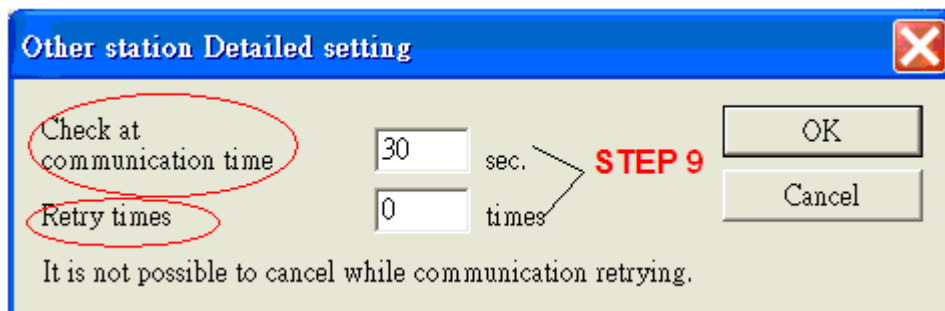 Other station Detailed setting
Check at
communication time
30 sec.
STEP 9
Retry times
0 times
It is not possible to cancel while communication retrying.
OK
Cancel